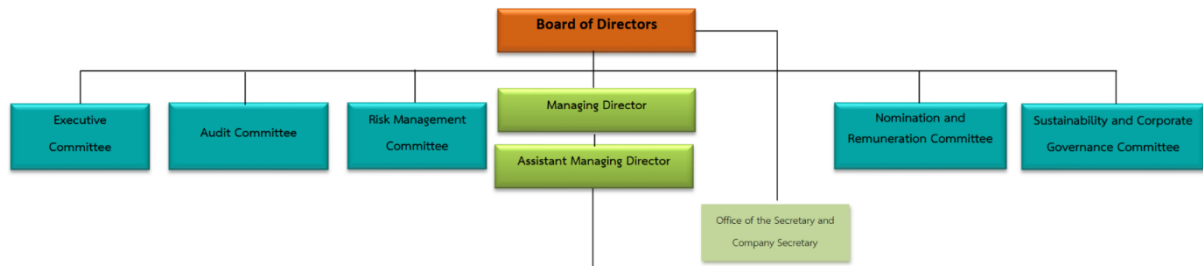 Board of Directors
Executive
Committee
Audit Committee
Risk Management
Committee
Managing Director
Assistant Managing Director
Nomination and
Remuneration Committee
Sustainability and Corporate
Governance Committee
Office of the Secretary and
Company Secretary